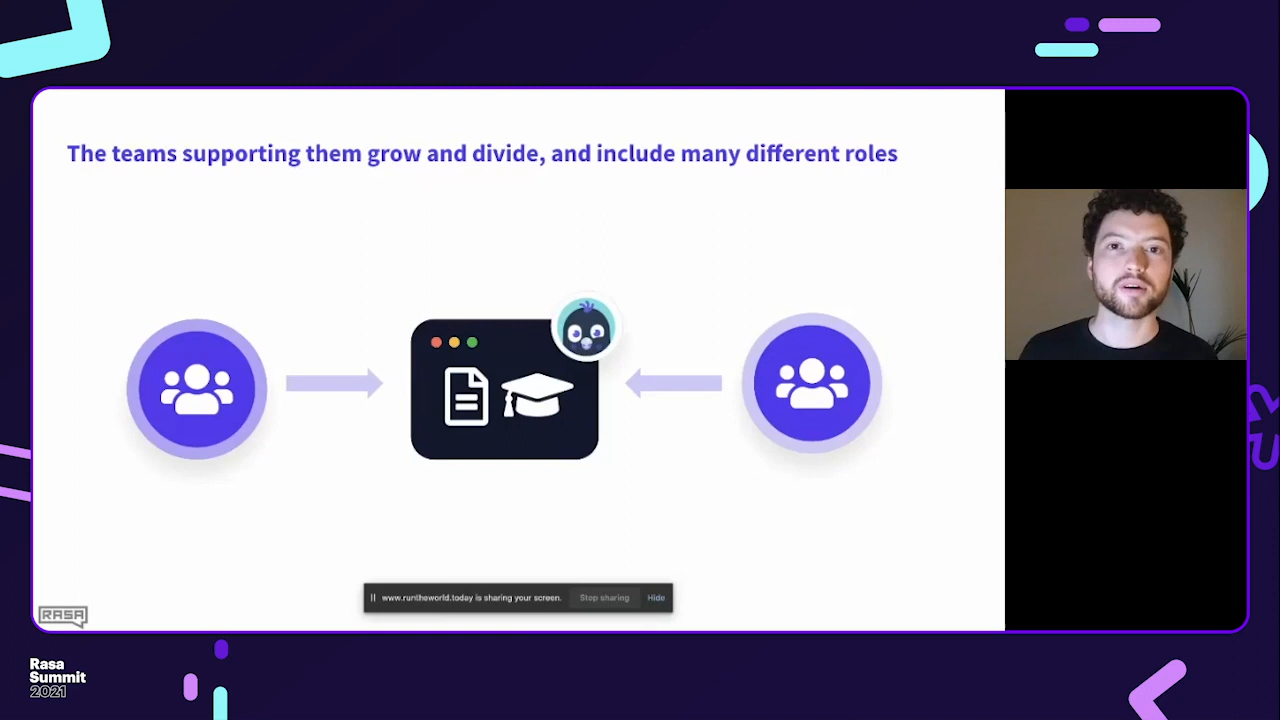 The teams supporting them grow and divide, and include many different roles
www.runtheworld.today is sharing your screen. Stop sharing Hide
RASA
Rasa
Summit
2021